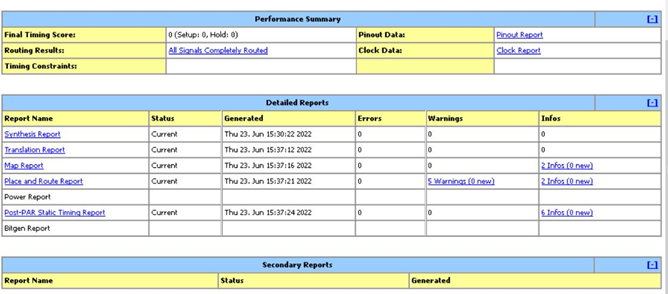 Performance Summary [-]
Final Timing Score: 0 (Setup: 0, Hold: 0) Pinout Data: Pinout Report
Routing Results: All Signals Completely Routed Clock Data: Clock Report
Timing Constraints:
Detailed Reports [-]
Report Name Status Generated Errors Warnings Infos
Synthesis Report Current Thu 23. Jun 15:30:22 2022 0 0 0
Translation Report Current Thu 23. Jun 15:37:12 2022 0 0 0
Map Report Current Thu 23. Jun 15:37:16 2022 0 0 2 Infos (0 new)
Place and Route Report Current Thu 23. Jun 15:37:21 2022 0 5 Warnings (0 new) 2 Infos (0 new)
Power Report
Post-PAR Static Timing Report Current Thu 23. Jun 15:37:24 2022 0 0 6 Infos (0 new)
Bitgen Report
Secondary Reports [-]
Report Name Status Generated